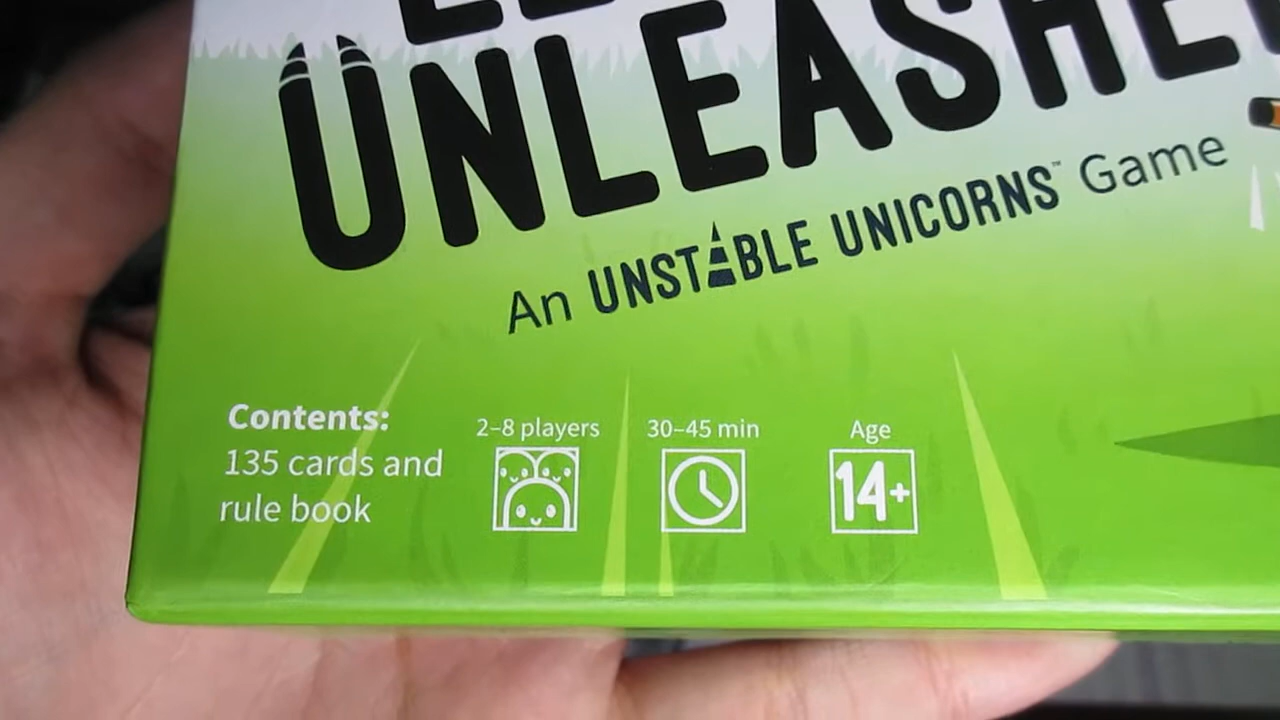 UNLEASHE
An UNSTABLE UNICORNS™ Game
Contents:
135 cards and
rule book
2–8 players
30–45 min
Age
14+